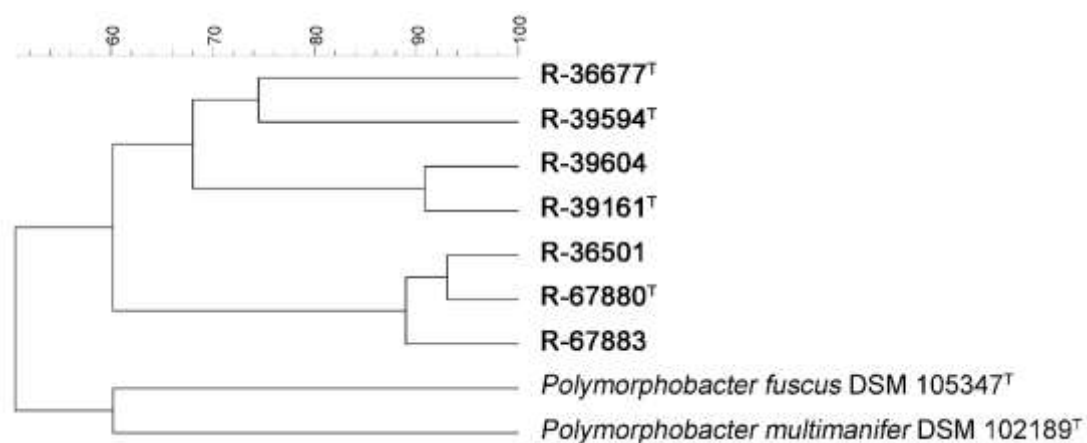 60 70 80 90 100
R-36677ᵀ
R-39594ᵀ
R-39604
R-39161ᵀ
R-36501
R-67880ᵀ
R-67883
Polymorphobacter fuscus DSM 105347ᵀ
Polymorphobacter multimanifer DSM 102189ᵀ